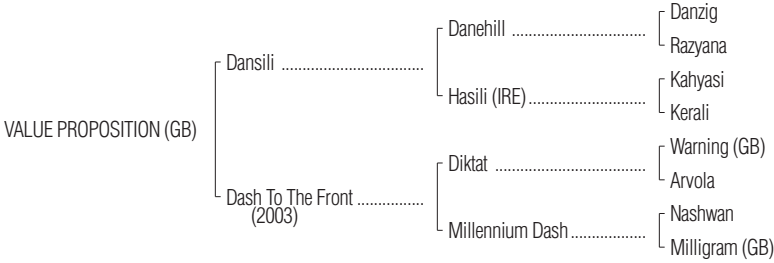 Danzig
Danehill ................................
Razyana
Dansili ..................................
Kahyasi
Hasili (IRE)............................
Kerali
VALUE PROPOSITION (GB)
Warning (GB)
Diktat ....................................
Arvola
Dash To The Front ................
(2003)
Nashwan
Millennium Dash..................
Milligram (GB)